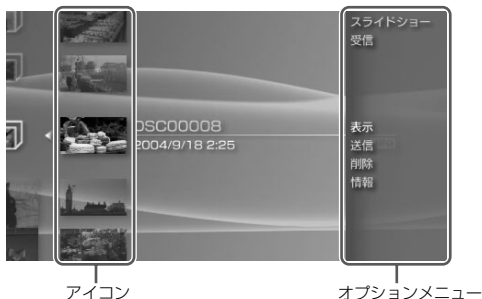 スライドショー
受信
DSC00008
2004/9/18 2:25
表示
送信
削除
情報
アイコン
オプションメニュー